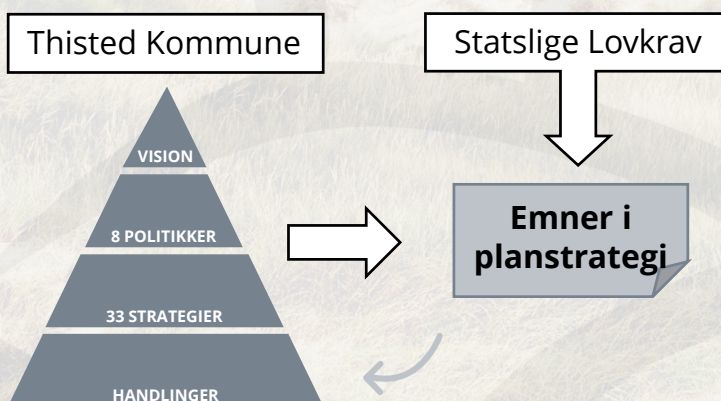 Thisted Kommune
Statslige Lovkrav
VISION
8 POLITIKKER
33 STRATEGIER
HANDLINGER
Emner i
planstrategi